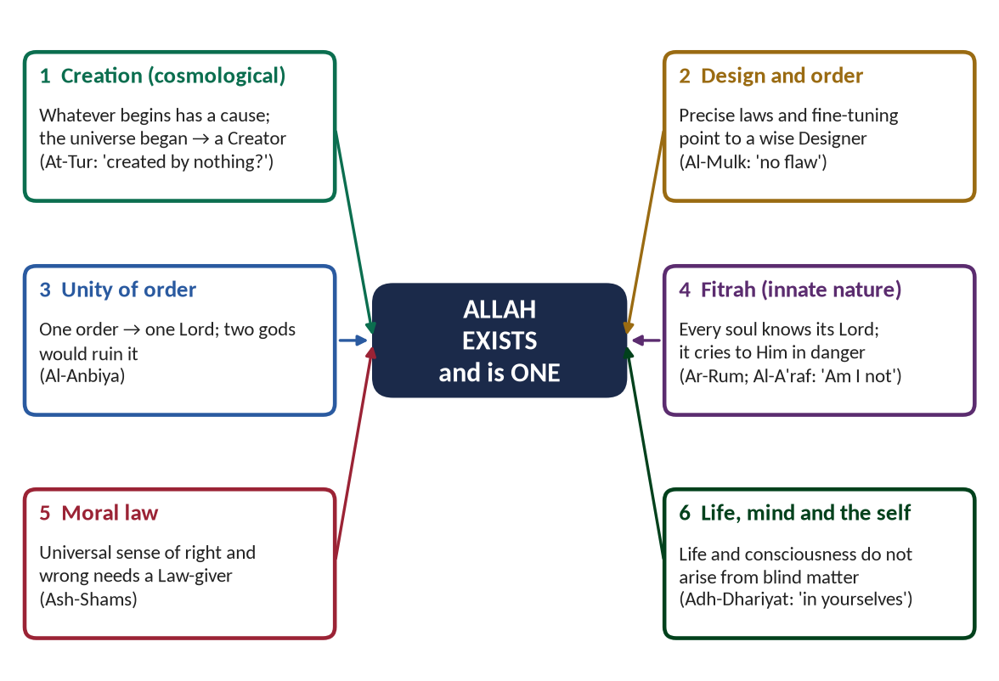 1 Creation (cosmological)
Whatever begins has a cause;
the universe began → a Creator
(At-Tur: 'created by nothing?')
2 Design and order
Precise laws and fine-tuning
point to a wise Designer
(Al-Mulk: 'no flaw')
3 Unity of order
One order → one Lord; two gods
would ruin it
(Al-Anbiya)
ALLAH
EXISTS
and is ONE
4 Fitrah (innate nature)
Every soul knows its Lord;
it cries to Him in danger
(Ar-Rum; Al-A'raf: 'Am I not')
5 Moral law
Universal sense of right and
wrong needs a Law-giver
(Ash-Shams)
6 Life, mind and the self
Life and consciousness do not
arise from blind matter
(Adh-Dhariyat: 'in yourselves')